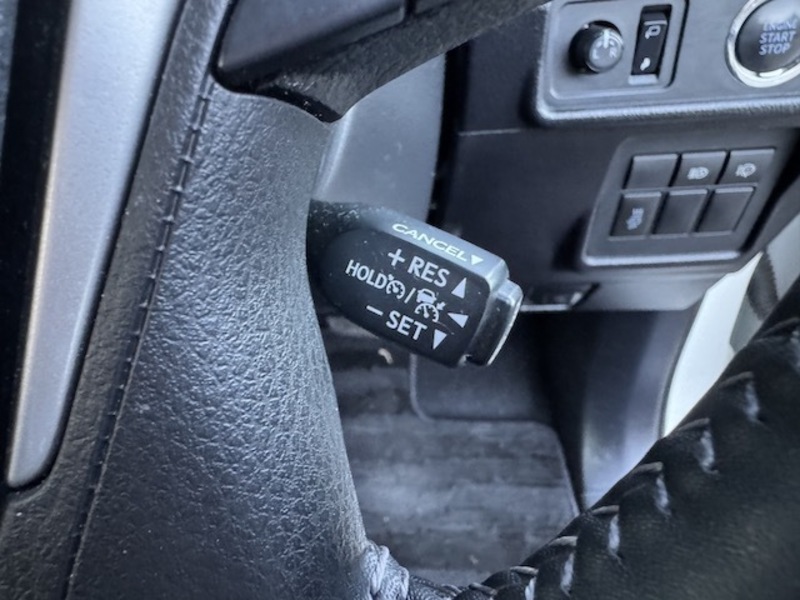 ENGINE
START
STOP
CANCEL▼
+ RES ▲
HOLD / ◀
− SET ▼